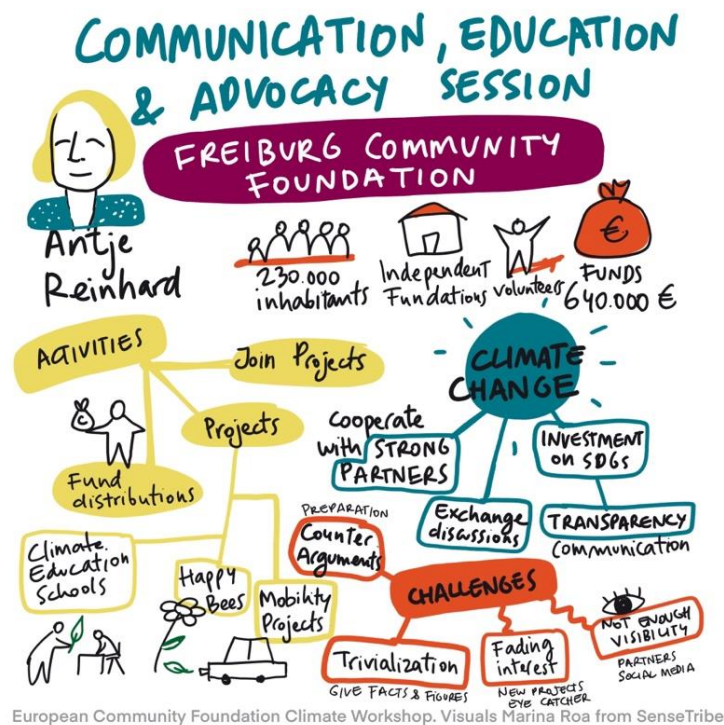 COMMUNICATION, EDUCATION
& ADVOCACY SESSION
FREIBURG COMMUNITY
FOUNDATION
Antje
Reinhard
230.000
inhabitants
Independent
Fundations
volunteers
€
FUNDS
640.000 €
ACTIVITIES
Join Projects
€
Projects
Fund
distributions
Climate
Education
Schools
Happy
Bees
Mobility
Projects
CLIMATE
CHANGE
Cooperate
with STRONG
PARTNERS
Exchange
discussions
INVESTMENT
on SDGs
TRANSPARENCY
Communication
PREPARATION
Counter
Arguments
CHALLENGES
Trivialization
GIVE FACTS & FIGURES
Fading
interest
NEW PROJECTS
EYE CATCHER
NOT ENOUGH
VISIBILITY
PARTNERS
SOCIAL MEDIA
European Community Foundation Climate Workshop. Visuals Marina Roa from SenseTribe